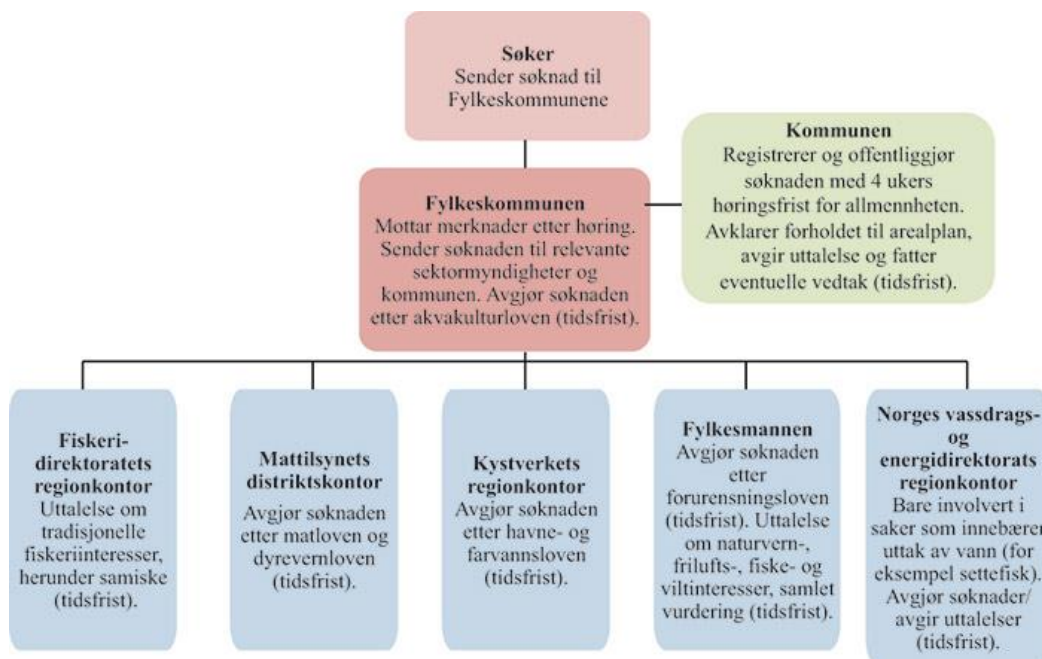 Søker
Sender søknad til
Fylkeskommunene
Kommunen
Registrerer og offentliggjør
søknaden med 4 ukers
høringsfrist for allmennheten.
Avklarer forholdet til arealplan,
avgir uttalelse og fatter
eventuelle vedtak (tidsfrist).
Fylkeskommunen
Mottar merknader etter høring.
Sender søknaden til relevante
sektormyndigheter og
kommunen. Avgjør søknaden
etter akvakulturloven (tidsfrist).
Fiskeri-
direktoratets
regionkontor
Uttalelse om
tradisjonelle
fiskeriinteresser,
herunder samiske
(tidsfrist).
Mattilsynets
distriktskontor
Avgjør søknaden
etter matloven og
dyrevernloven
(tidsfrist).
Kystverkets
regionkontor
Avgjør søknaden
etter havne- og
farvannsloven
(tidsfrist).
Fylkesmannen
Avgjør søknaden
etter
forurensningsloven
(tidsfrist). Uttalelse
om naturvern-,
frilufts-, fiske- og
viltinteresser, samlet
vurdering (tidsfrist).
Norges vassdrags-
og
energidirektorats
regionkontor
Bare involvert i
saker som innebærer
uttak av vann (for
eksempel settefisk).
Avgjør søknader/
avgir uttalelser
(tidsfrist).